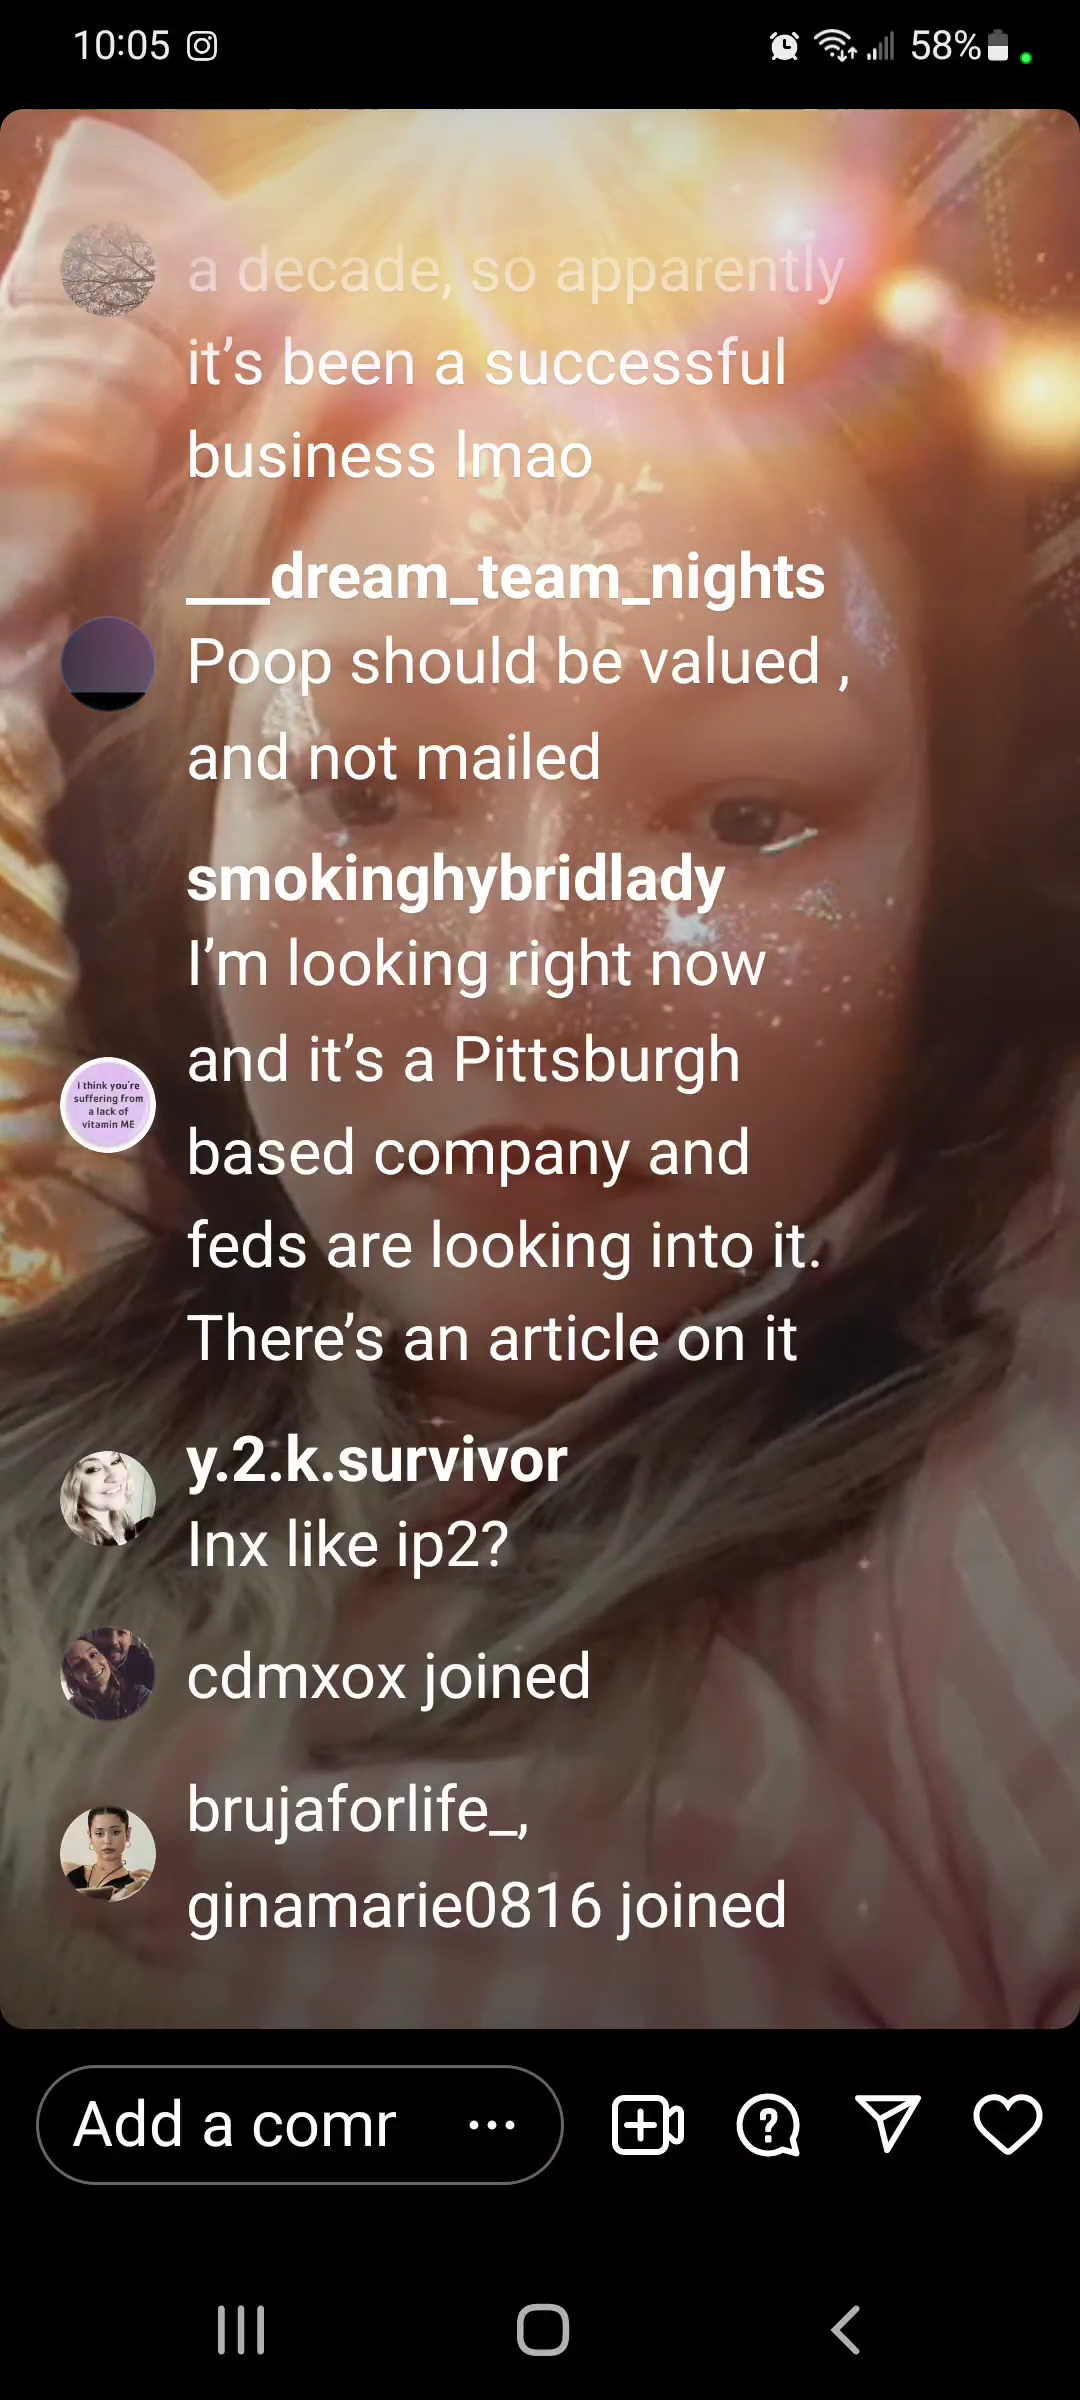 10:05
58%
a decade, so apparently
it's been a successful
business lmao
___dream_team_nights
Poop should be valued ,
and not mailed
smokinghybridlady
I'm looking right now
and it's a Pittsburgh
based company and
feds are looking into it.
There's an article on it
I think you're
suffering from
a lack of
vitamin ME
y.2.k.survivor
Inx like ip2?
cdmxox joined
brujaforlife_,
ginamarie0816 joined
Add a comr